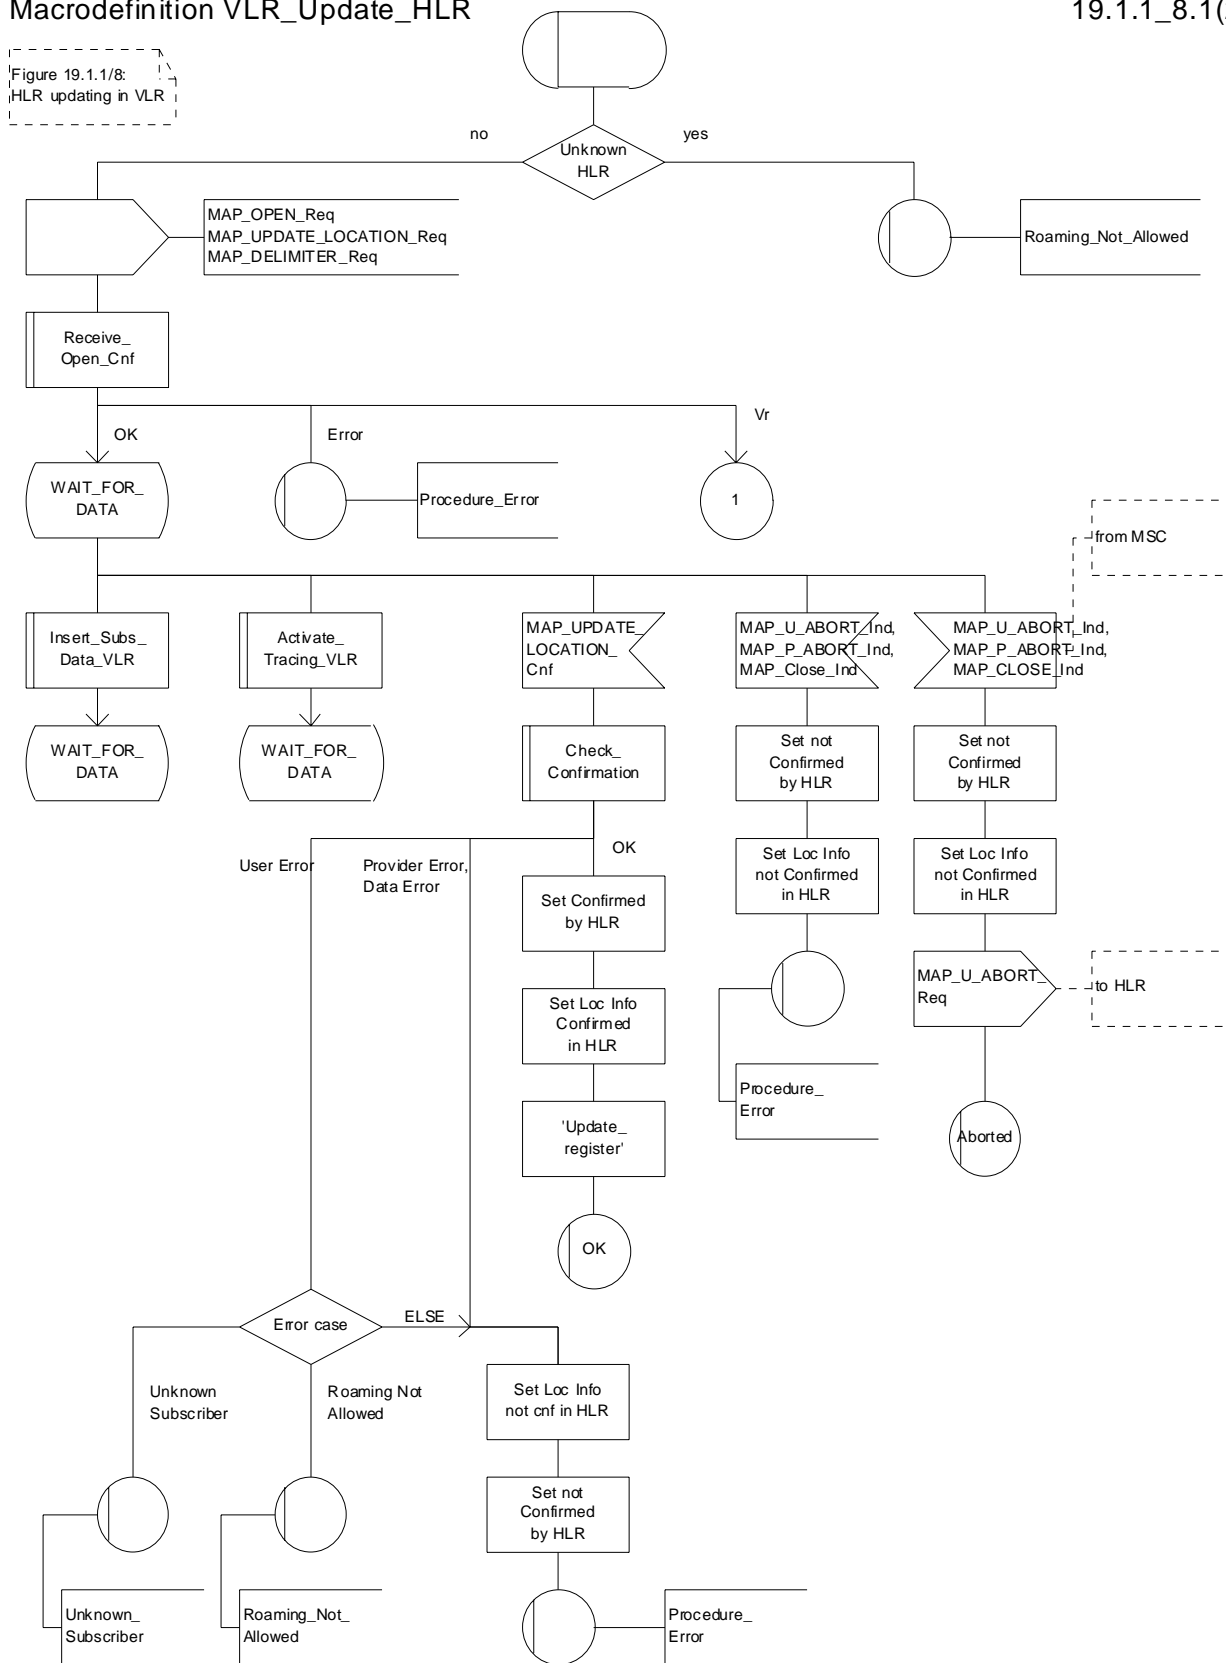 Macrodefinition VLR_Update_HLR
19.1.1_8.1(
Figure 19.1.1/8:
HLR updating in VLR
no
yes
Unknown
HLR
MAP_OPEN_Req
MAP_UPDATE_LOCATION_Req
MAP_DELIMITER_Req
Roaming_Not_Allowed
Receive_
Open_Cnf
OK
Error
Vr
WAIT_FOR_
DATA
Procedure_Error
1
from MSC
Insert_Subs_
Data_VLR
Activate_
Tracing_VLR
MAP_UPDATE_
LOCATION_
Cnf
MAP_U_ABORT_Ind,
MAP_P_ABORT_Ind,
MAP_Close_Ind
MAP_U_ABORT_Ind,
MAP_P_ABORT_Ind,
MAP_CLOSE_Ind
WAIT_FOR_
DATA
WAIT_FOR_
DATA
Check_
Confirmation
Set not
Confirmed
by HLR
Set not
Confirmed
by HLR
User Error
Provider Error,
Data Error
OK
Set Confirmed
by HLR
Set Loc Info
not Confirmed
in HLR
Set Loc Info
not Confirmed
in HLR
Set Loc Info
Confirmed
in HLR
MAP_U_ABORT_
Req
to HLR
Procedure_
Error
'Update_
register'
Aborted
OK
Error case
ELSE
Unknown
Subscriber
Roaming Not
Allowed
Set Loc Info
not cnf in HLR
Set not
Confirmed
by HLR
Unknown_
Subscriber
Roaming_Not_
Allowed
Procedure_
Error